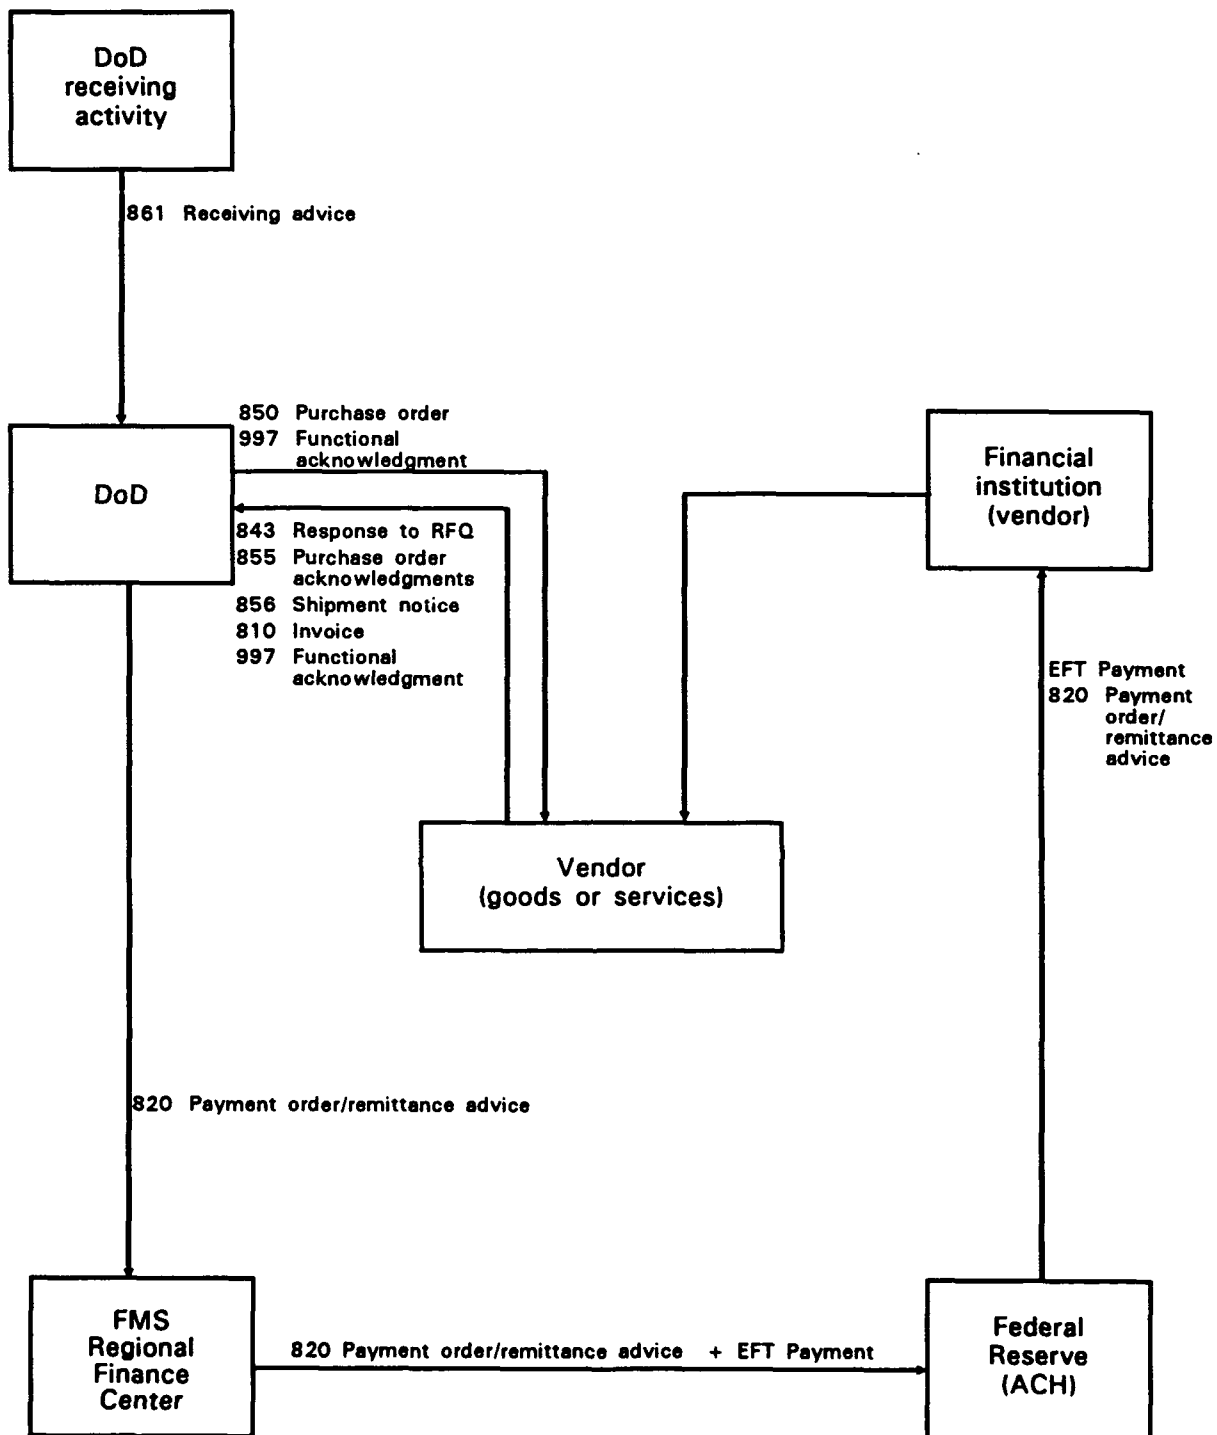 DoD
receiving
activity
861 Receiving advice
850 Purchase order
997 Functional
acknowledgment
DoD
843 Response to RFQ
855 Purchase order
acknowledgments
856 Shipment notice
810 Invoice
997 Functional
acknowledgment
Financial
institution
(vendor)
EFT Payment
820 Payment
order/
remittance
advice
Vendor
(goods or services)
820 Payment order/remittance advice
FMS
Regional
Finance
Center
820 Payment order/remittance advice + EFT Payment
Federal
Reserve
(ACH)